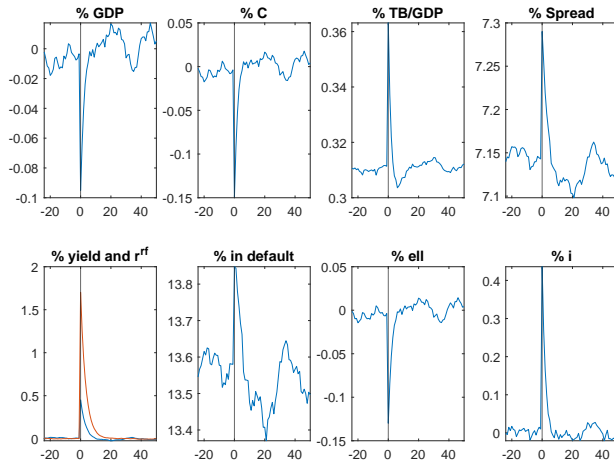 % GDP
% C
% TB/GDP
% Spread
0
-0.02
-0.04
-0.06
-0.08
-0.1
-20 0 20 40
0.05
0
-0.05
-0.1
-0.15
-20 0 20 40
0.36
0.34
0.32
0.3
-20 0 20 40
7.3
7.25
7.2
7.15
7.1
-20 0 20 40
% yield and r^rf
% in default
% ell
% i
2
1.5
1
0.5
0
-20 0 20 40
13.8
13.7
13.6
13.5
13.4
-20 0 20 40
0.05
0
-0.05
-0.1
-0.15
-20 0 20 40
0.4
0.3
0.2
0.1
0
-20 0 20 40